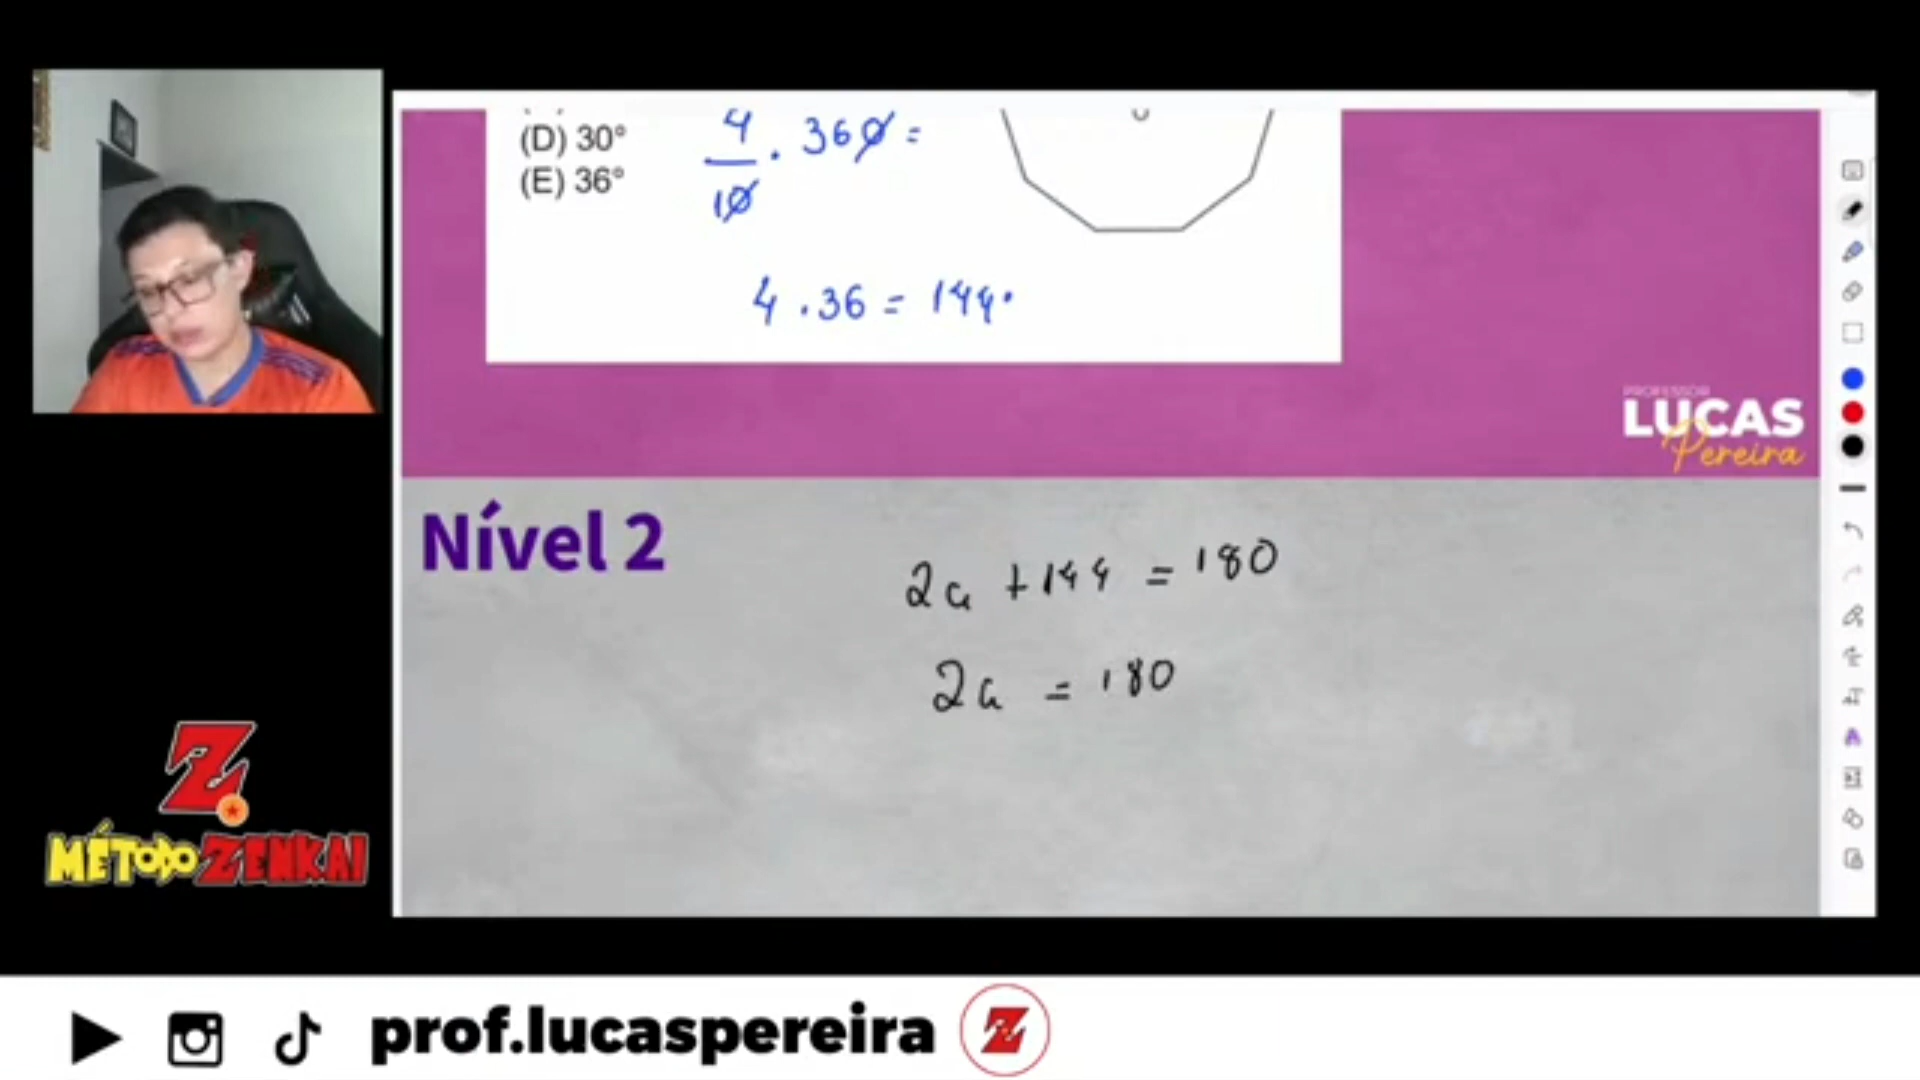 (D) 30°
(E) 36°
4/10 · 360 =
4 · 36 = 144°
PROFESSOR
LUCAS
Pereira
Nível 2
2a + 144 = 180
2a = 180
Z
MÉTODO ZENKAI
prof.lucaspereira
Z